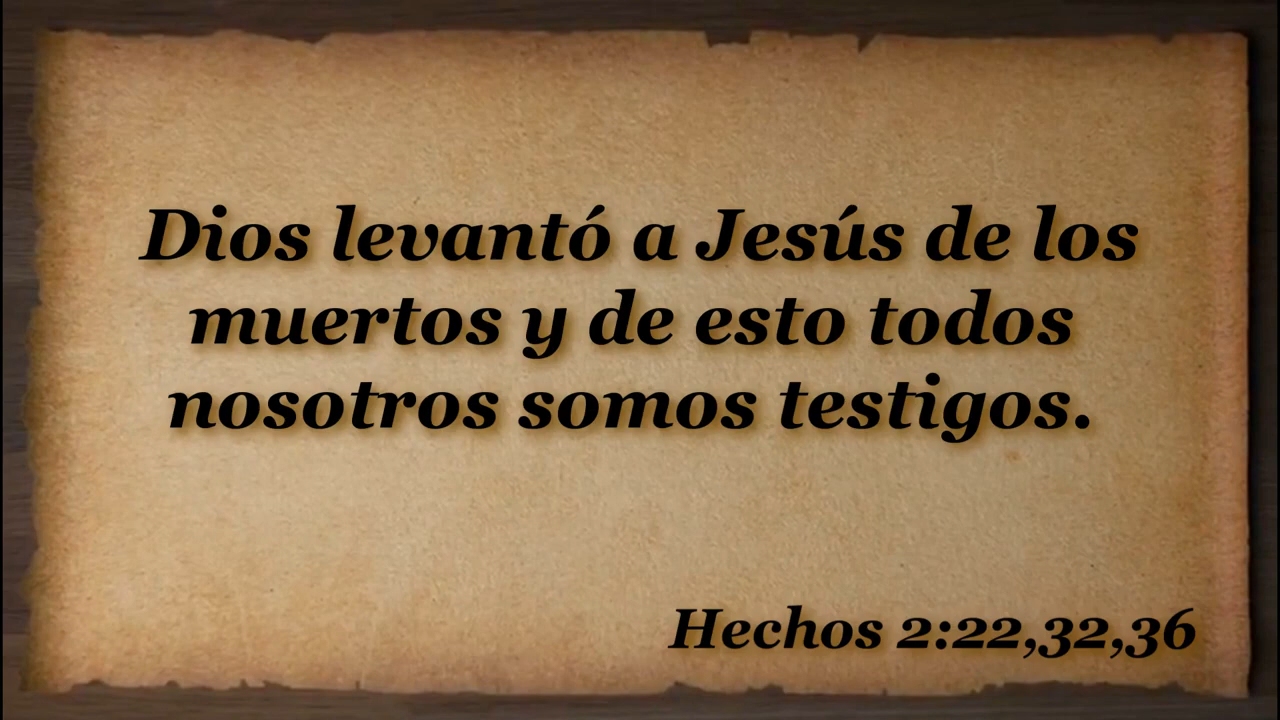 Dios levantó a Jesús de los
muertos y de esto todos
nosotros somos testigos.
Hechos 2:22,32,36